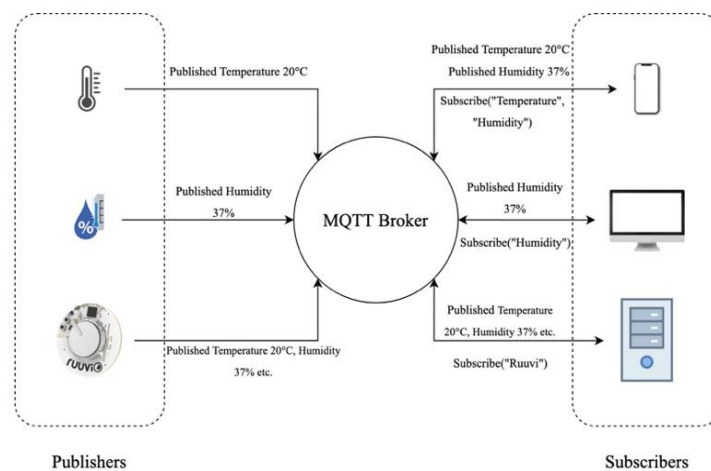 Published Temperature 20°C
Published Humidity
37%
%
ruuvi
Published Temperature 20°C, Humidity
37% etc.
MQTT Broker
Published Temperature 20°C
Published Humidity 37%
Subscribe("Temperature",
"Humidity")
Published Humidity
37%
Subscribe("Humidity")
Published Temperature
20°C, Humidity 37% etc.
Subscribe("Ruuvi")
Publishers
Subscribers